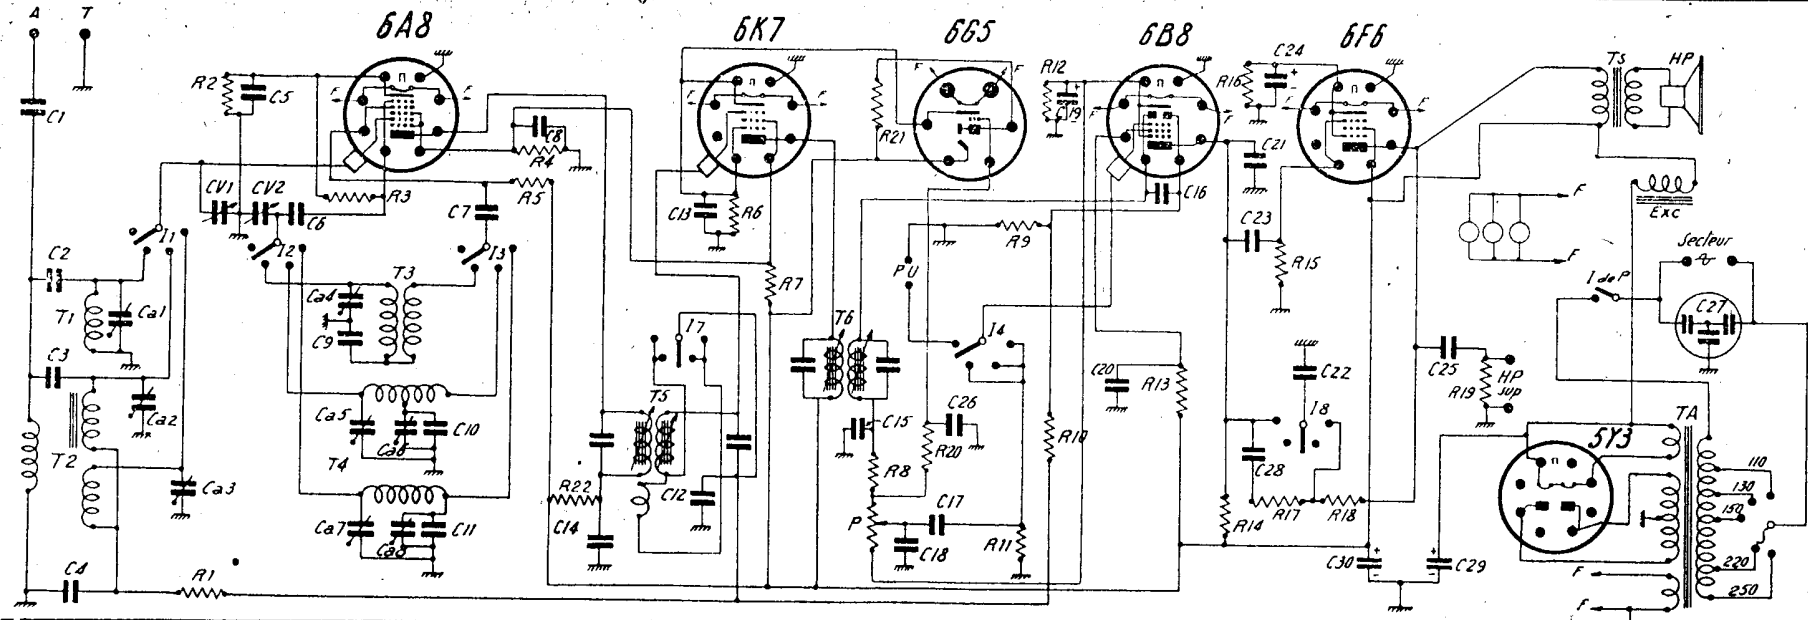 A T 6A8 6K7 6G5 6B8 6F6
Ts HP
C1 R2 C5 F F
C8 R4 R5
F F R21 F F
R12 C19 F F
R16 C24 + - C21 F F
CV1 CV2 C6 R3 C7
C13 R6 R9 C16 C23 R15
F F Exc
Secteur
I de P C27
C2 I1 I2 I3
T1 Ca1 Ca4 T3 C9
R7 PU I4 T6 I7
C3 Ca2 T2 Ca3
Ca5 Ca6 C10 T4
Ca7 Ca8 C11
T5 C12 R22 C14
C15 R8 C26 R20 P C17 C18 R11 R10
C20 R13 C22 I8 C28 R14 R17 R18
C25 R19 HP sup
5Y3 TA
110
130
150
220
250
C30 + - C29 + -
F
F
C4 R1